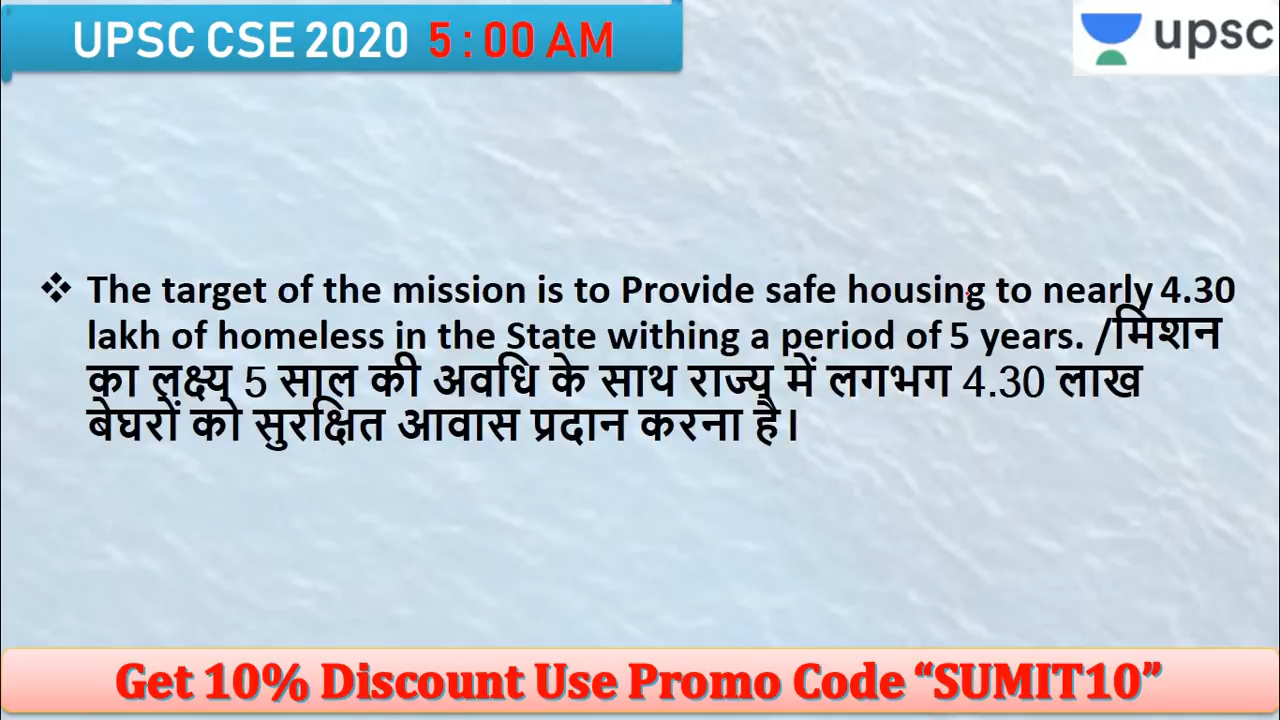 UPSC CSE 2020 5 : 00 AM
upsc
❖ The target of the mission is to Provide safe housing to nearly 4.30
lakh of homeless in the State withing a period of 5 years. /मिशन
का लक्ष्य 5 साल की अवधि के साथ राज्य में लगभग 4.30 लाख
बेघरों को सुरक्षित आवास प्रदान करना है।
Get 10% Discount Use Promo Code “SUMIT10”